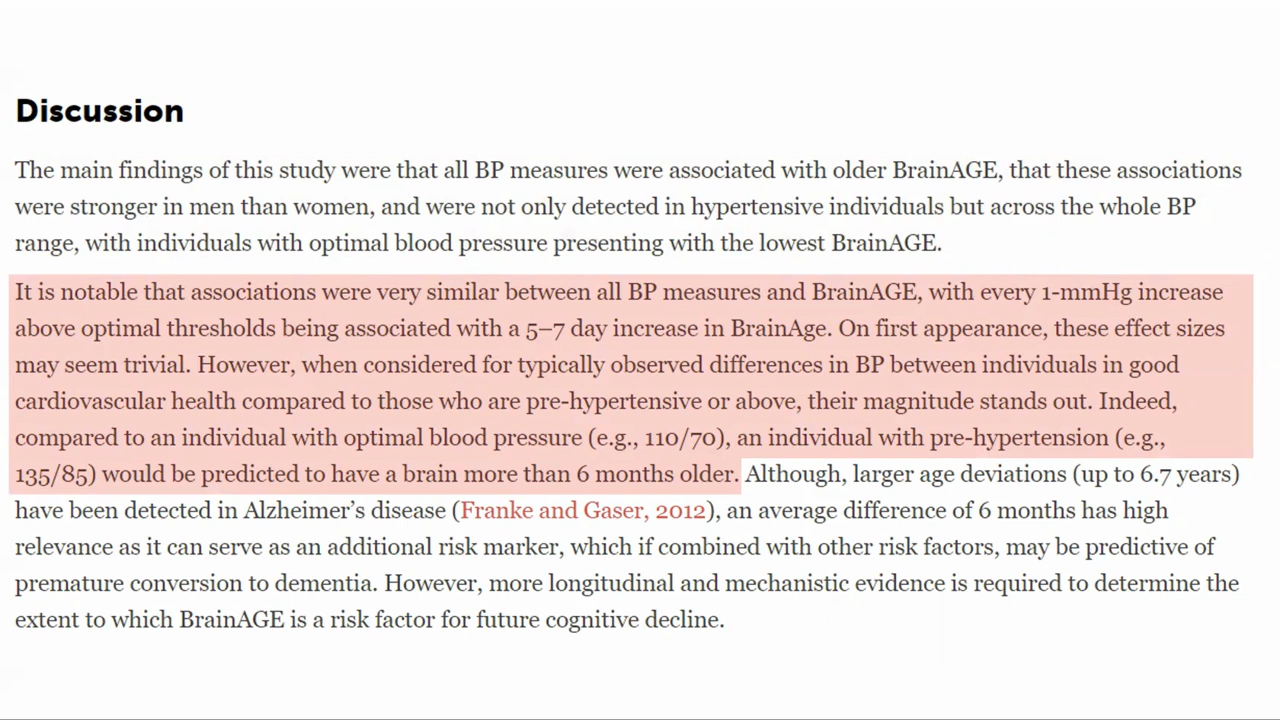 Discussion
The main findings of this study were that all BP measures were associated with older BrainAGE, that these associations
were stronger in men than women, and were not only detected in hypertensive individuals but across the whole BP
range, with individuals with optimal blood pressure presenting with the lowest BrainAGE.
It is notable that associations were very similar between all BP measures and BrainAGE, with every 1-mmHg increase
above optimal thresholds being associated with a 5–7 day increase in BrainAge. On first appearance, these effect sizes
may seem trivial. However, when considered for typically observed differences in BP between individuals in good
cardiovascular health compared to those who are pre-hypertensive or above, their magnitude stands out. Indeed,
compared to an individual with optimal blood pressure (e.g., 110/70), an individual with pre-hypertension (e.g.,
135/85) would be predicted to have a brain more than 6 months older. Although, larger age deviations (up to 6.7 years)
have been detected in Alzheimer’s disease (Franke and Gaser, 2012), an average difference of 6 months has high
relevance as it can serve as an additional risk marker, which if combined with other risk factors, may be predictive of
premature conversion to dementia. However, more longitudinal and mechanistic evidence is required to determine the
extent to which BrainAGE is a risk factor for future cognitive decline.